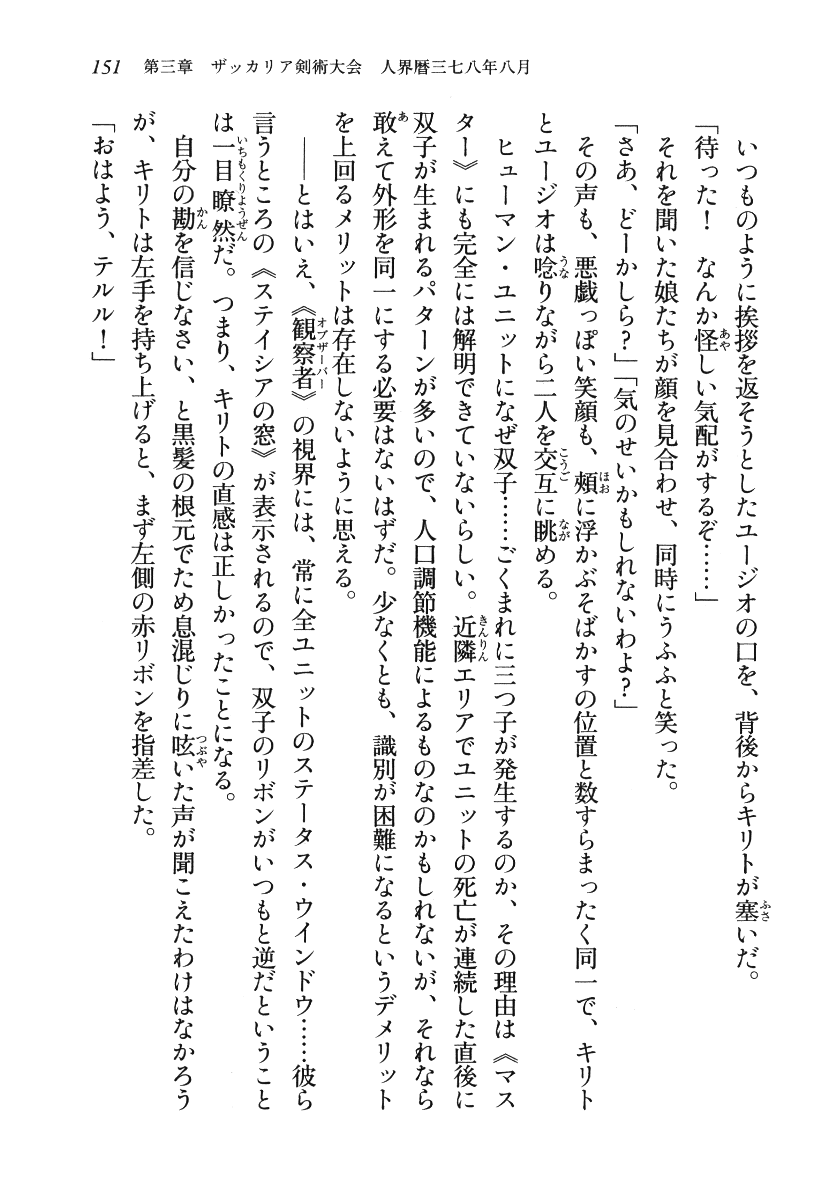 151　第三章　ザッカリア剣術大会　人界暦三七八年八月
　いつものように挨拶を返そうとしたユージオの口を、背後からキリトが塞いだ。
「待った！　なんか怪しい気配がするぞ……」
　それを聞いた娘たちが顔を見合わせ、同時にうふふと笑った。
「さあ、どーかしら？」「気のせいかもしれないわよ？」
　その声も、悪戯っぽい笑顔も、頰に浮かぶそばかすの位置と数すらまったく同一で、キリト
とユージオは唸りながら二人を交互に眺める。
　ヒューマン・ユニットになぜ双子……ごくまれに三つ子が発生するのか、その理由は《マス
ター》にも完全には解明できていないらしい。近隣エリアでユニットの死亡が連続した直後に
双子が生まれるパターンが多いので、人口調節機能によるものなのかもしれないが、それなら
敢えて外形を同一にする必要はないはずだ。少なくとも、識別が困難になるというデメリット
を上回るメリットは存在しないように思える。
　――とはいえ、《観察者》の視界には、常に全ユニットのステータス・ウインドウ……彼ら
言うところの《ステイシアの窓》が表示されるので、双子のリボンがいつもと逆だということ
は一目瞭然だ。つまり、キリトの直感は正しかったことになる。
　自分の勘を信じなさい、と黒髪の根元でため息混じりに呟いた声が聞こえたわけはなかろう
が、キリトは左手を持ち上げると、まず左側の赤リボンを指差した。
「おはよう、テルル！」